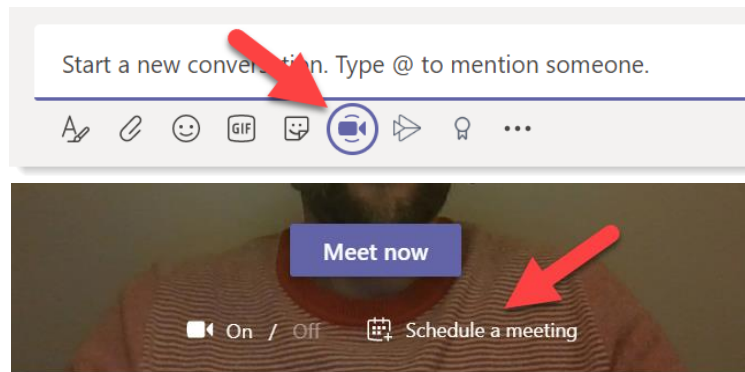 Start a new conversation. Type @ to mention someone.
GIF
Meet now
On / Off
Schedule a meeting